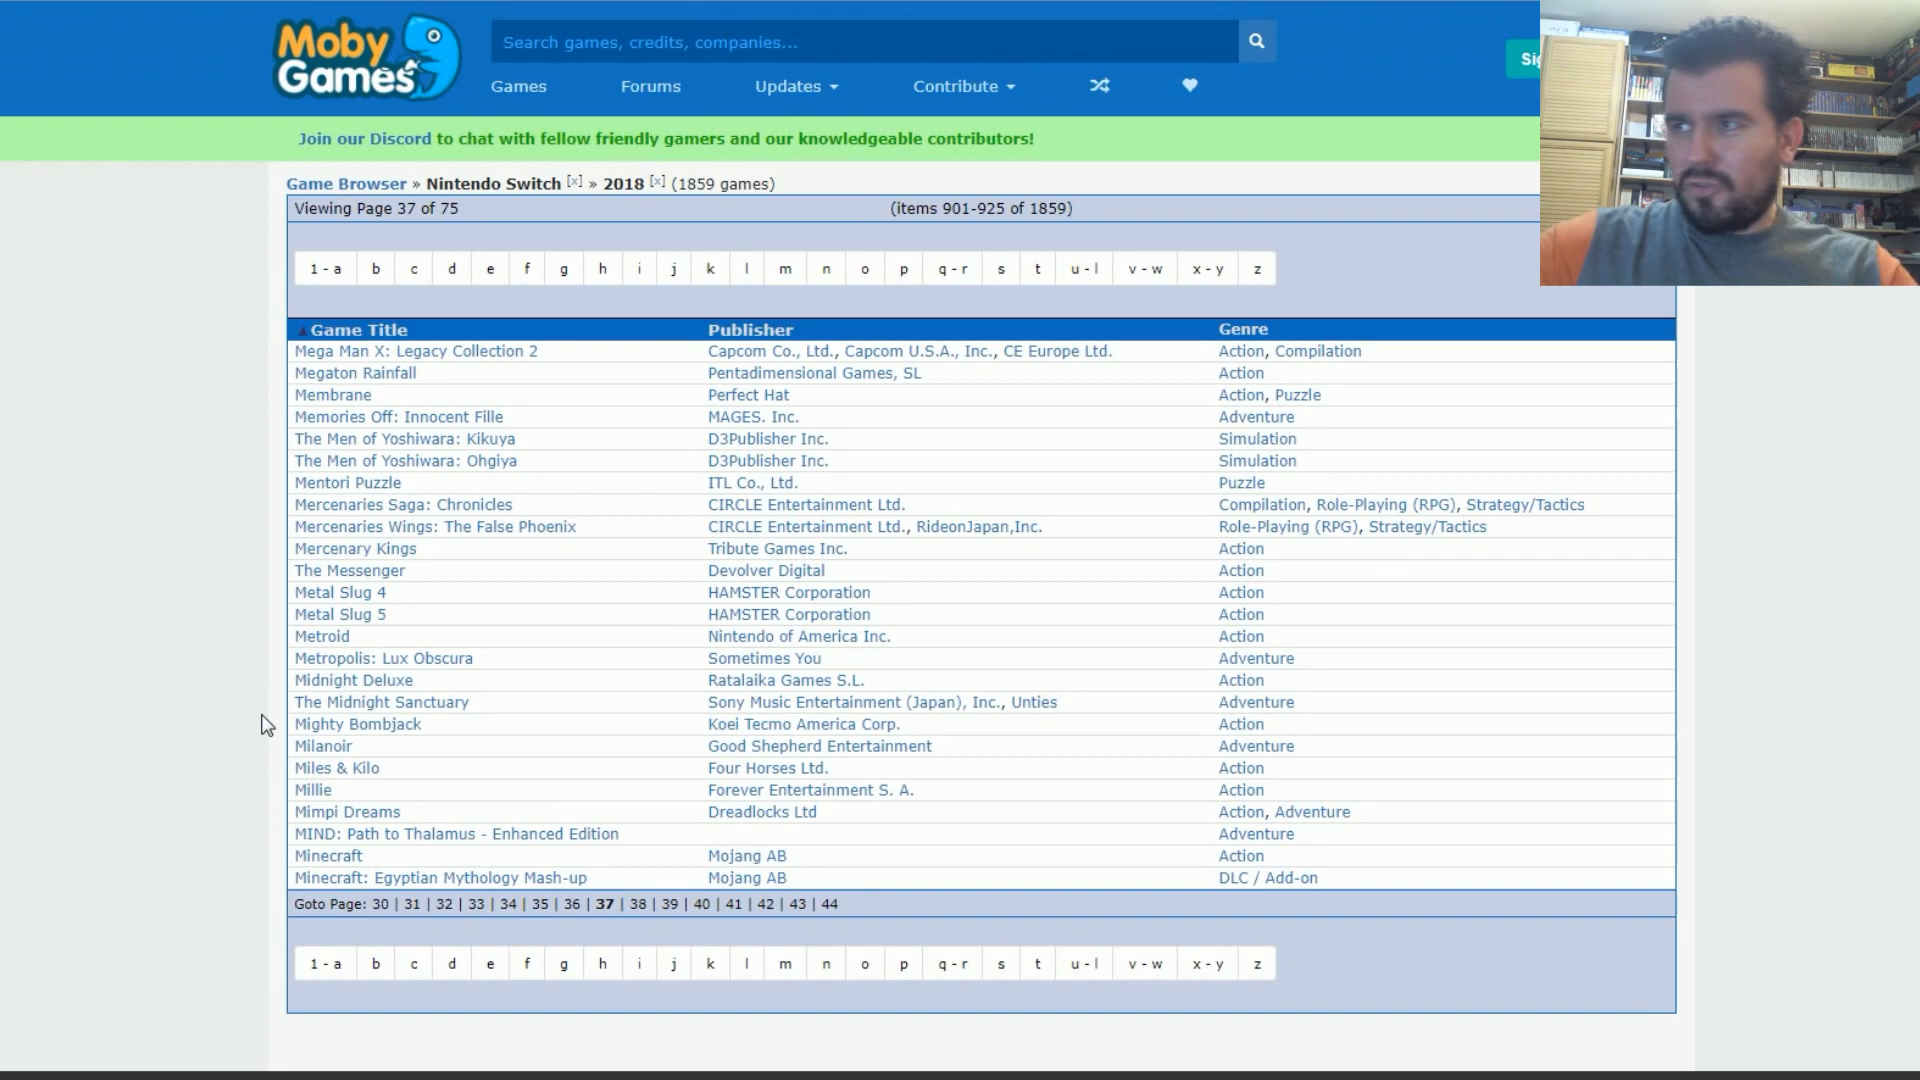 Moby Games
Search games, credits, companies...
Games Forums Updates Contribute
Join our Discord to chat with fellow friendly gamers and our knowledgeable contributors!
Game Browser » Nintendo Switch [x] » 2018 [x] (1859 games)
Viewing Page 37 of 75 (items 901-925 of 1859)
1 - a b c d e f g h i j k l m n o p q - r s t u - l v - w x - y z
Game Title Publisher Genre
Mega Man X: Legacy Collection 2 Capcom Co., Ltd., Capcom U.S.A., Inc., CE Europe Ltd. Action, Compilation
Megaton Rainfall Pentadimensional Games, SL Action
Membrane Perfect Hat Action, Puzzle
Memories Off: Innocent Fille MAGES. Inc. Adventure
The Men of Yoshiwara: Kikuya D3Publisher Inc. Simulation
The Men of Yoshiwara: Ohgiya D3Publisher Inc. Simulation
Mentori Puzzle ITL Co., Ltd. Puzzle
Mercenaries Saga: Chronicles CIRCLE Entertainment Ltd. Compilation, Role-Playing (RPG), Strategy/Tactics
Mercenaries Wings: The False Phoenix CIRCLE Entertainment Ltd., RideonJapan,Inc. Role-Playing (RPG), Strategy/Tactics
Mercenary Kings Tribute Games Inc. Action
The Messenger Devolver Digital Action
Metal Slug 4 HAMSTER Corporation Action
Metal Slug 5 HAMSTER Corporation Action
Metroid Nintendo of America Inc. Action
Metropolis: Lux Obscura Sometimes You Adventure
Midnight Deluxe Ratalaika Games S.L. Action
The Midnight Sanctuary Sony Music Entertainment (Japan), Inc., Unties Adventure
Mighty Bombjack Koei Tecmo America Corp. Action
Milanoir Good Shepherd Entertainment Adventure
Miles & Kilo Four Horses Ltd. Action
Millie Forever Entertainment S. A. Action
Mimpi Dreams Dreadlocks Ltd Action, Adventure
MIND: Path to Thalamus - Enhanced Edition Adventure
Minecraft Mojang AB Action
Minecraft: Egyptian Mythology Mash-up Mojang AB DLC / Add-on
Goto Page: 30 | 31 | 32 | 33 | 34 | 35 | 36 | 37 | 38 | 39 | 40 | 41 | 42 | 43 | 44
1 - a b c d e f g h i j k l m n o p q - r s t u - l v - w x - y z